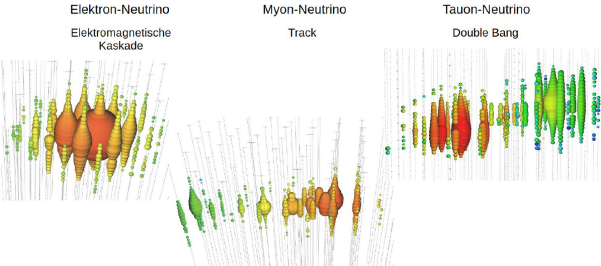 Elektron-Neutrino
Myon-Neutrino
Tauon-Neutrino
Elektromagnetische
Kaskade
Track
Double Bang